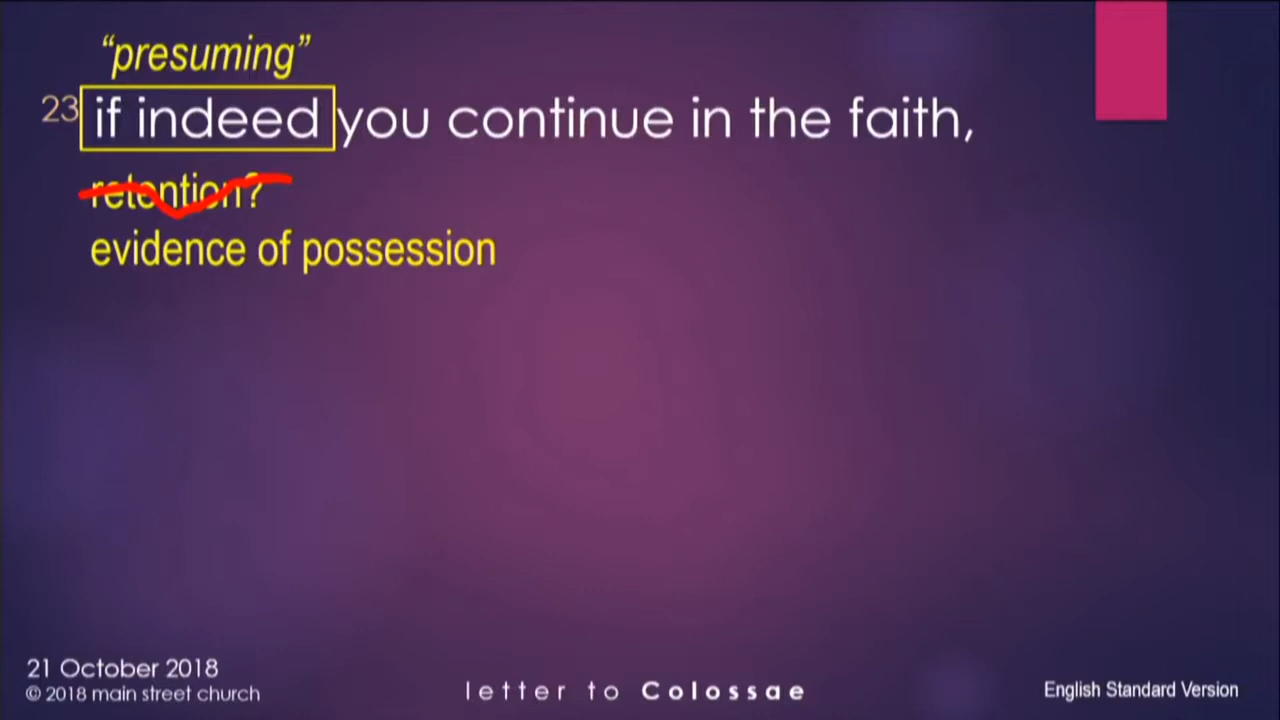 “presuming”
23 if indeed you continue in the faith,
retention?
evidence of possession
21 October 2018
© 2018 main street church
letter to Colossae
English Standard Version